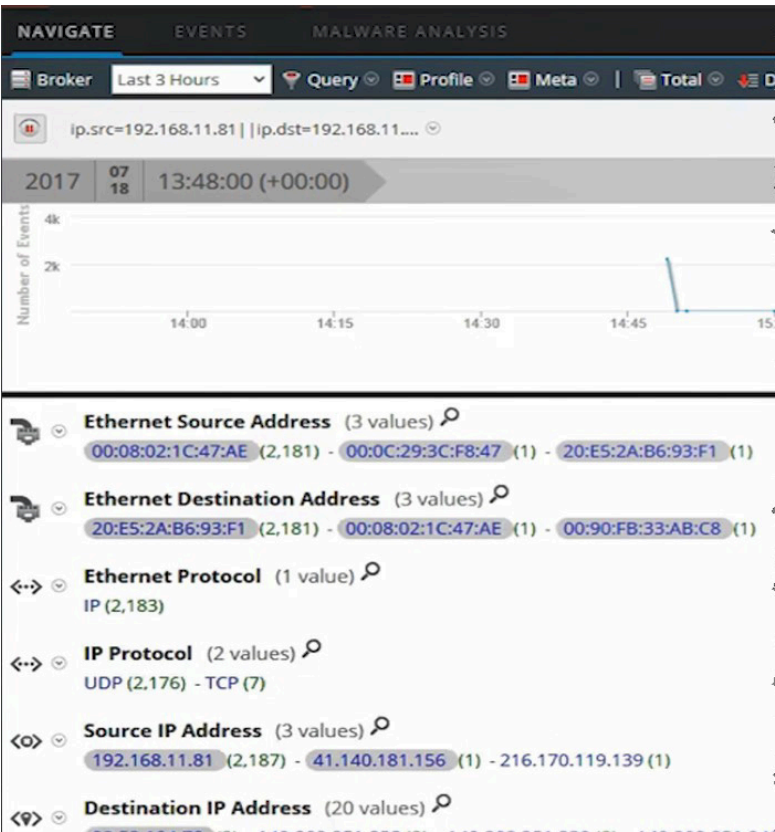 NAVIGATE EVENTS MALWARE ANALYSIS
Broker Last 3 Hours Query Profile Meta | Total D
ip.src=192.168.11.81||ip.dst=192.168.11....
2017 07 18 13:48:00 (+00:00)
Number of Events
4k
2k
14:00 14:15 14:30 14:45 15:
Ethernet Source Address (3 values)
00:08:02:1C:47:AE (2,181) - 00:0C:29:3C:F8:47 (1) - 20:E5:2A:B6:93:F1 (1)
Ethernet Destination Address (3 values)
20:E5:2A:B6:93:F1 (2,181) - 00:08:02:1C:47:AE (1) - 00:90:FB:33:AB:C8 (1)
Ethernet Protocol (1 value)
IP (2,183)
IP Protocol (2 values)
UDP (2,176) - TCP (7)
Source IP Address (3 values)
192.168.11.81 (2,187) - 41.140.181.156 (1) - 216.170.119.139 (1)
Destination IP Address (20 values)